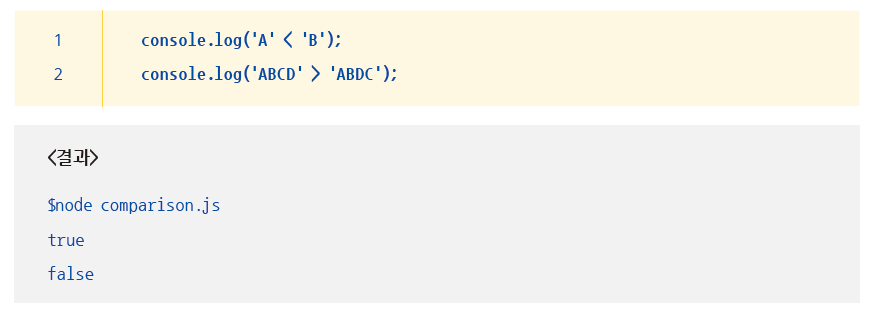 1 console.log('A' < 'B');
2 console.log('ABCD' > 'ABDC');
<결과>
$node comparison.js
true
false